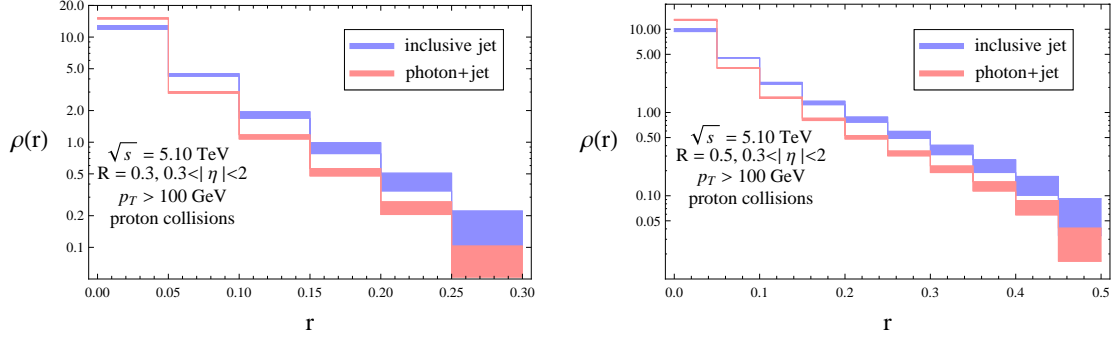 20.0
10.0
5.0
2.0
1.0
0.5
0.2
0.1
ρ(r)
inclusive jet
photon+jet
√s = 5.10 TeV
R = 0.3, 0.3<| η |<2
p_T > 100 GeV
proton collisions
0.00 0.05 0.10 0.15 0.20 0.25 0.30
r
10.00
5.00
1.00
0.50
0.10
0.05
ρ(r)
inclusive jet
photon+jet
√s = 5.10 TeV
R = 0.5, 0.3<| η |<2
p_T > 100 GeV
proton collisions
0.0 0.1 0.2 0.3 0.4 0.5
r